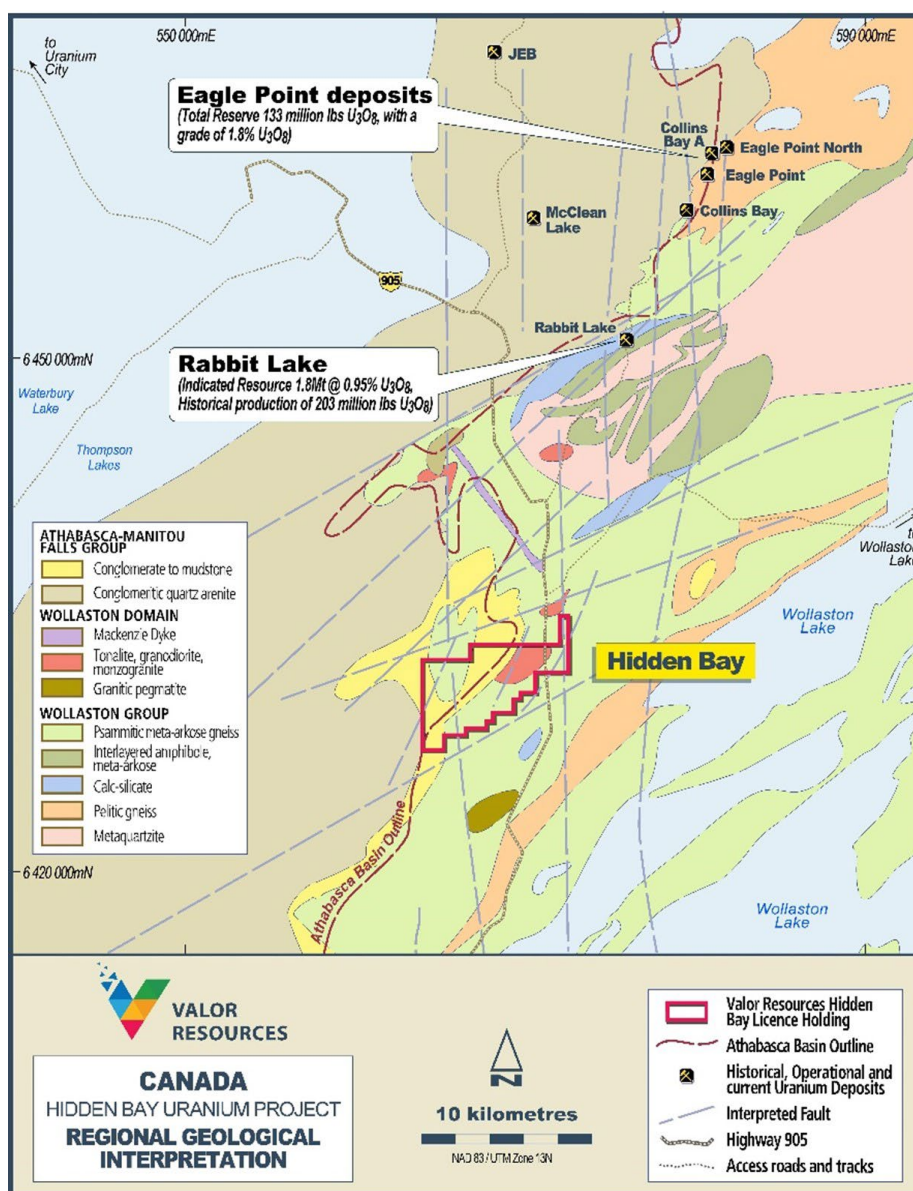 550 000mE
590 000mE
to
Uranium
City
JEB
Eagle Point deposits
(Total Reserve 133 million lbs U₃O₈, with a
grade of 1.8% U₃O₈)
Collins
Bay A
Eagle Point North
Eagle Point
McClean
Lake
Collins Bay
905
Rabbit Lake
6 450 000mN
Rabbit Lake
(Indicated Resource 1.8Mt @ 0.95% U₃O₈,
Historical production of 203 million lbs U₃O₈)
Waterbury
Lake
Thompson
Lakes
ATHABASCA-MANITOU
FALLS GROUP
Conglomerate to mudstone
Conglomeritic quartz arenite
WOLLASTON DOMAIN
Mackenzie Dyke
Tonalite, granodiorite,
monzogranite
Granitic pegmatite
WOLLASTON GROUP
Psammitic meta-arkose gneiss
Interlayered amphibole,
meta-arkose
Calc-silicate
Pelitic gneiss
Metaquartzite
to
Wollaston
Lake
Wollaston
Lake
Hidden Bay
6 420 000mN
Athabasca Basin Outline
Wollaston
Lake
VALOR
RESOURCES
CANADA
HIDDEN BAY URANIUM PROJECT
REGIONAL GEOLOGICAL
INTERPRETATION
N
10 kilometres
NAD 83 / UTM Zone 13N
Valor Resources Hidden
Bay Licence Holding
Athabasca Basin Outline
Historical, Operational and
current Uranium Deposits
Interpreted Fault
Highway 905
Access roads and tracks